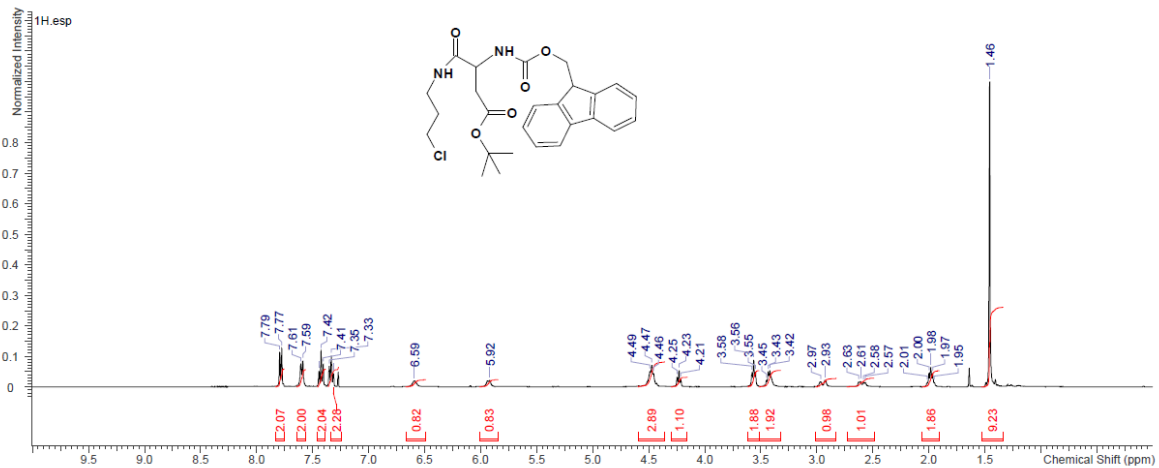 1H.esp
Normalized Intensity
O
NH
O
NH
O
O
O
Cl
1.46
0.8
0.7
0.6
0.5
0.4
0.3
0.2
0.1
0
7.79 7.77 7.61 7.59 7.42 7.41 7.35 7.33 6.59 5.92 4.49 4.47 4.46 4.25 4.23 4.21 3.58 3.56 3.55 3.45 3.43 3.42 2.97 2.93 2.63 2.61 2.58 2.57 2.01 2.00 1.98 1.97 1.95
2.07 2.00 2.04 2.28 0.82 0.83 2.89 1.10 1.88 1.92 0.98 1.01 1.86 9.23
9.5 9.0 8.5 8.0 7.5 7.0 6.5 6.0 5.5 5.0 4.5 4.0 3.5 3.0 2.5 2.0 1.5 Chemical Shift (ppm)